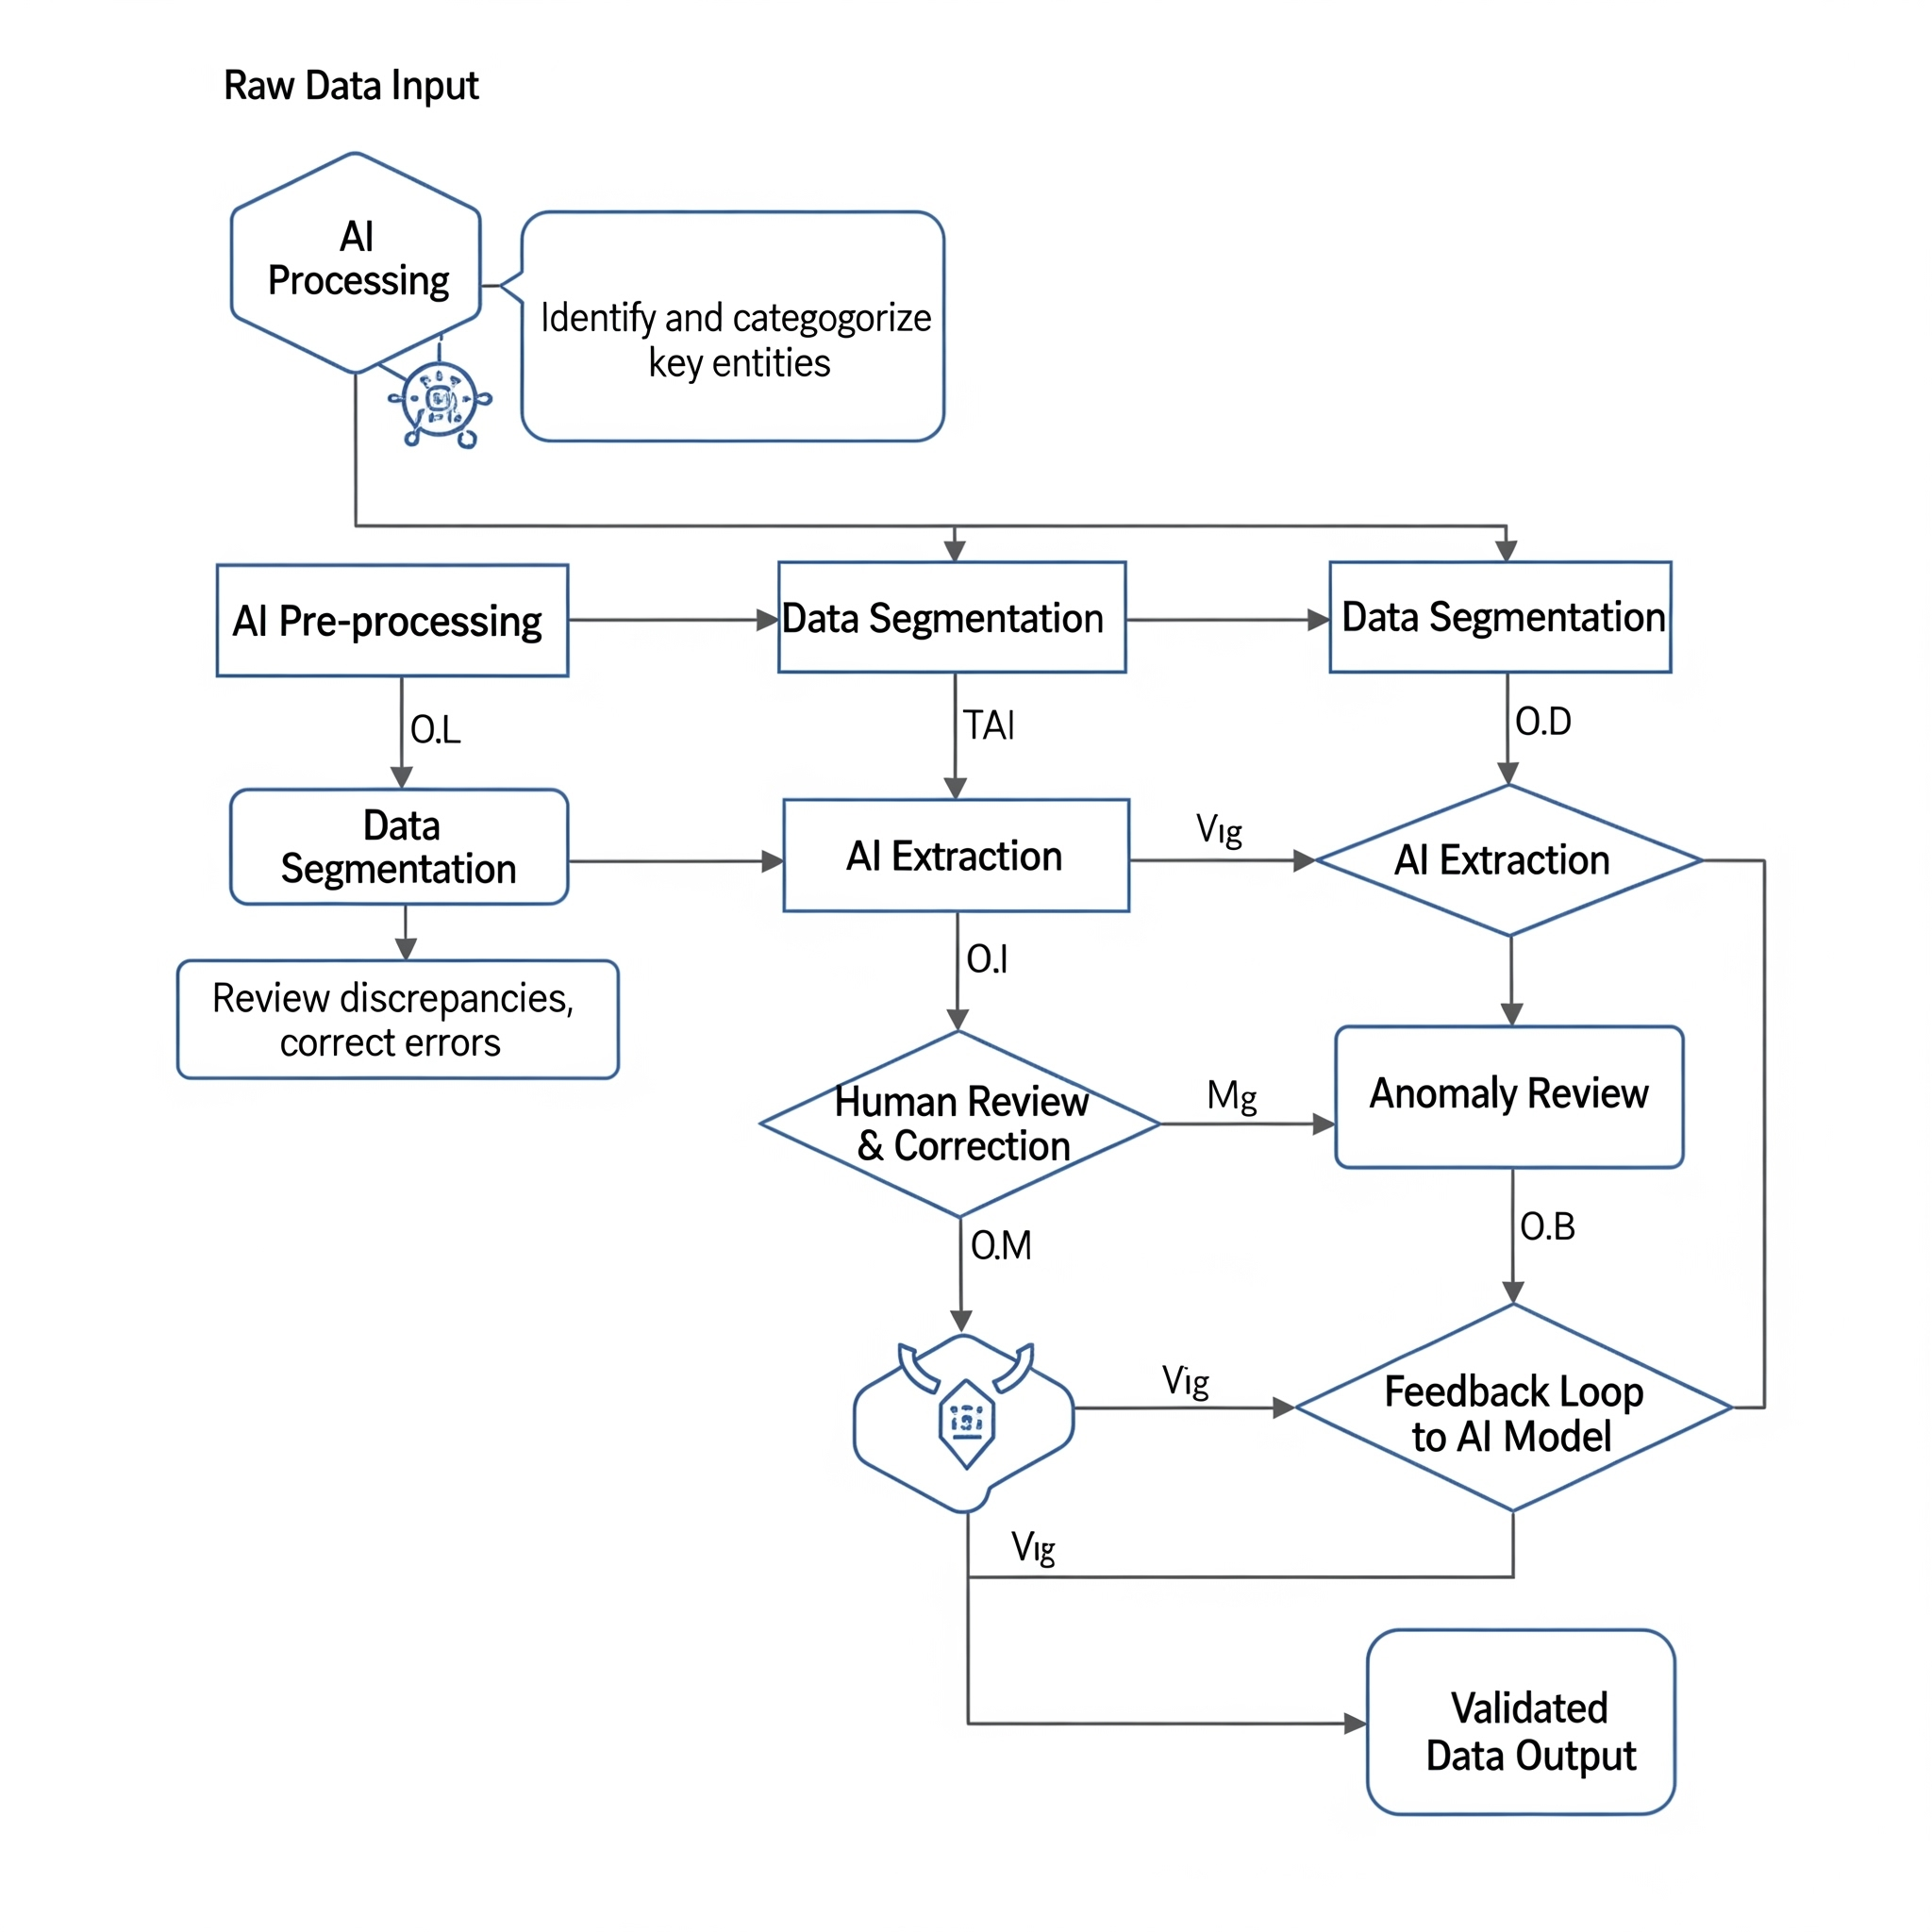 Raw Data Input
AI
Processing
Identify and categogorize
key entities
AI Pre-processing
Data Segmentation
Data Segmentation
O.L
TAI
O.D
Data
Segmentation
AI Extraction
Vıg
AI Extraction
Review discrepancies,
correct errors
O.I
Human Review
& Correction
Mg
Anomaly Review
O.M
O.B
Vig
Feedback Loop
to AI Model
Vıg
Validated
Data Output